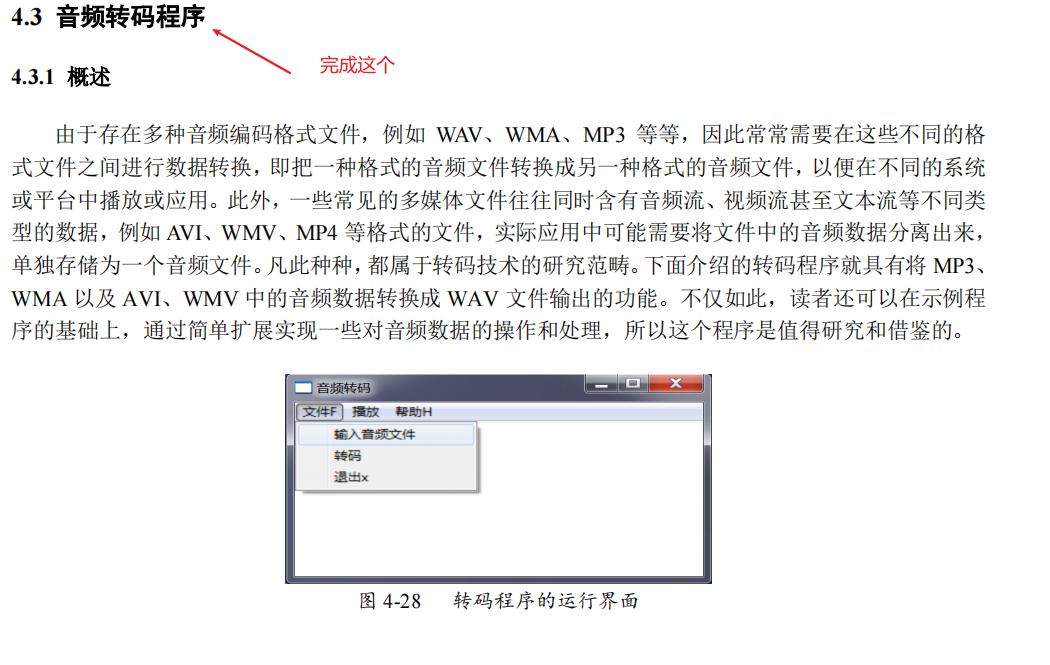 4.3 音频转码程序
完成这个
4.3.1 概述
由于存在多种音频编码格式文件，例如 WAV、WMA、MP3 等等，因此常常需要在这些不同的格
式文件之间进行数据转换，即把一种格式的音频文件转换成另一种格式的音频文件，以便在不同的系统
或平台中播放或应用。此外，一些常见的多媒体文件往往同时含有音频流、视频流甚至文本流等不同类
型的数据，例如 AVI、WMV、MP4 等格式的文件，实际应用中可能需要将文件中的音频数据分离出来，
单独存储为一个音频文件。凡此种种，都属于转码技术的研究范畴。下面介绍的转码程序就具有将 MP3、
WMA 以及 AVI、WMV 中的音频数据转换成 WAV 文件输出的功能。不仅如此，读者还可以在示例程
序的基础上，通过简单扩展实现一些对音频数据的操作和处理，所以这个程序是值得研究和借鉴的。
音频转码
文件F 播放 帮助H
输入音频文件
转码
退出x
图 4-28 转码程序的运行界面